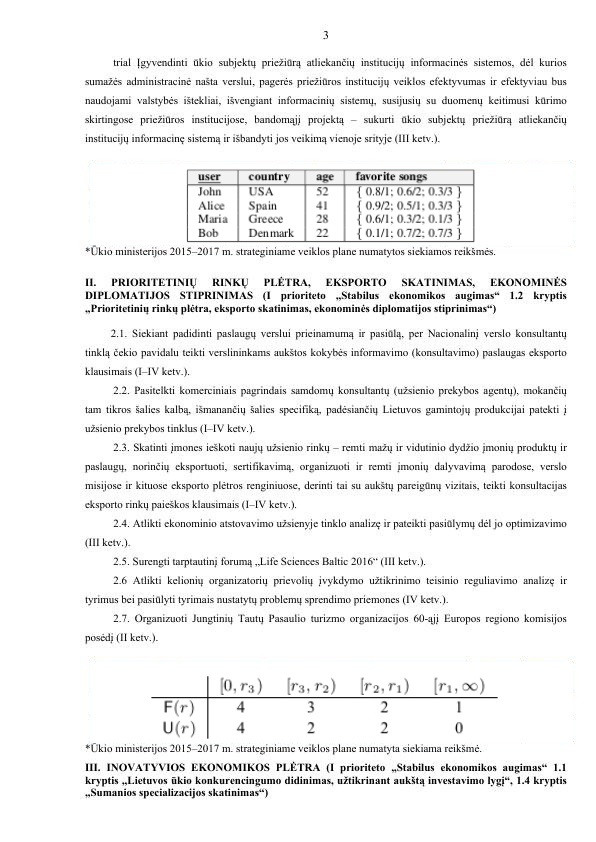 3
trial Įgyvendinti ūkio subjektų priežiūrą atliekančių institucijų informacinės sistemos, dėl kurios
sumažės administracinė našta verslui, pagerės priežiūros institucijų veiklos efektyvumas ir efektyviau bus
naudojami valstybės ištekliai, išvengiant informacinių sistemų, susijusių su duomenų keitimusi kūrimo
skirtingose priežiūros institucijose, bandomąjį projektą – sukurti ūkio subjektų priežiūrą atliekančių
institucijų informacinę sistemą ir išbandyti jos veikimą vienoje srityje (III ketv.).
user country age favorite songs
John USA 52 { 0.8/1; 0.6/2; 0.3/3 }
Alice Spain 41 { 0.9/2; 0.5/1; 0.3/3 }
Maria Greece 28 { 0.6/1; 0.3/2; 0.1/3 }
Bob Denmark 22 { 0.1/1; 0.7/2; 0.7/3 }
*Ūkio ministerijos 2015–2017 m. strateginiame veiklos plane numatytos siekiamos reikšmės.
II. PRIORITETINIŲ RINKŲ PLĖTRA, EKSPORTO SKATINIMAS, EKONOMINĖS
DIPLOMATIJOS STIPRINIMAS (I prioriteto „Stabilus ekonomikos augimas“ 1.2 kryptis
„Prioritetinių rinkų plėtra, eksporto skatinimas, ekonominės diplomatijos stiprinimas“)
2.1. Siekiant padidinti paslaugų verslui prieinamumą ir pasiūlą, per Nacionalinį verslo konsultantų
tinklą čekio pavidalu teikti verslininkams aukštos kokybės informavimo (konsultavimo) paslaugas eksporto
klausimais (I–IV ketv.).
2.2. Pasitelkti komerciniais pagrindais samdomų konsultantų (užsienio prekybos agentų), mokančių
tam tikros šalies kalbą, išmanančių šalies specifiką, padėsiančių Lietuvos gamintojų produkcijai patekti į
užsienio prekybos tinklus (I–IV ketv.).
2.3. Skatinti įmones ieškoti naujų užsienio rinkų – remti mažų ir vidutinio dydžio įmonių produktų ir
paslaugų, norinčių eksportuoti, sertifikavimą, organizuoti ir remti įmonių dalyvavimą parodose, verslo
misijose ir kituose eksporto plėtros renginiuose, derinti tai su aukštų pareigūnų vizitais, teikti konsultacijas
eksporto rinkų paieškos klausimais (I–IV ketv.).
2.4. Atlikti ekonominio atstovavimo užsienyje tinklo analizę ir pateikti pasiūlymų dėl jo optimizavimo
(III ketv.).
2.5. Surengti tarptautinį forumą „Life Sciences Baltic 2016“ (III ketv.).
2.6 Atlikti kelionių organizatorių prievolių įvykdymo užtikrinimo teisinio reguliavimo analizę ir
tyrimus bei pasiūlyti tyrimais nustatytų problemų sprendimo priemones (IV ketv.).
2.7. Organizuoti Jungtinių Tautų Pasaulio turizmo organizacijos 60-ąjį Europos regiono komisijos
posėdį (II ketv.).
[0, r₃) [r₃, r₂) [r₂, r₁) [r₁, ∞)
F(r) 4 3 2 1
U(r) 4 2 2 0
*Ūkio ministerijos 2015–2017 m. strateginiame veiklos plane numatyta siekiama reikšmė.
III. INOVATYVIOS EKONOMIKOS PLĖTRA (I prioriteto „Stabilus ekonomikos augimas“ 1.1
kryptis „Lietuvos ūkio konkurencingumo didinimas, užtikrinant aukštą investavimo lygį“, 1.4 kryptis
„Sumanios specializacijos skatinimas“)